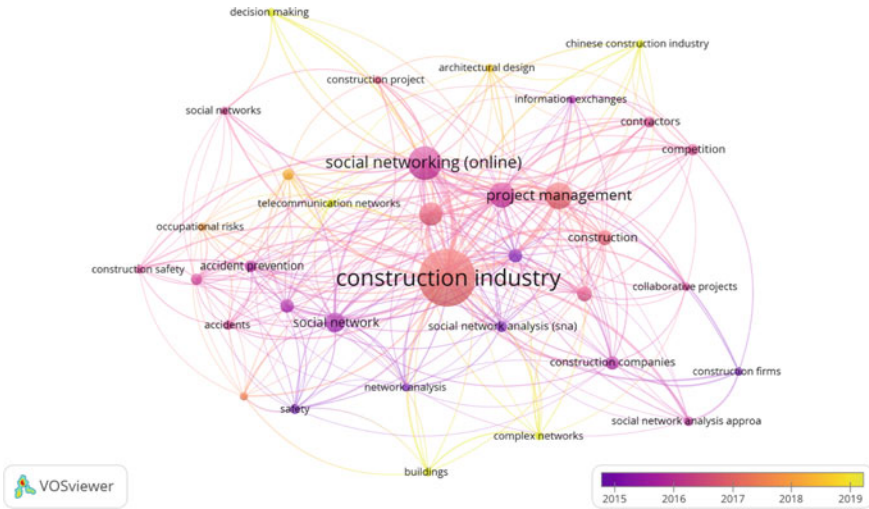 decision making
chinese construction industry
architectural design
construction project
information exchanges
social networks
contractors
competition
social networking (online)
project management
telecommunication networks
occupational risks
construction
construction safety
accident prevention
construction industry
collaborative projects
accidents
social network
social network analysis (sna)
construction companies
construction firms
network analysis
safety
social network analysis approa
complex networks
buildings
VOSviewer
2015 2016 2017 2018 2019